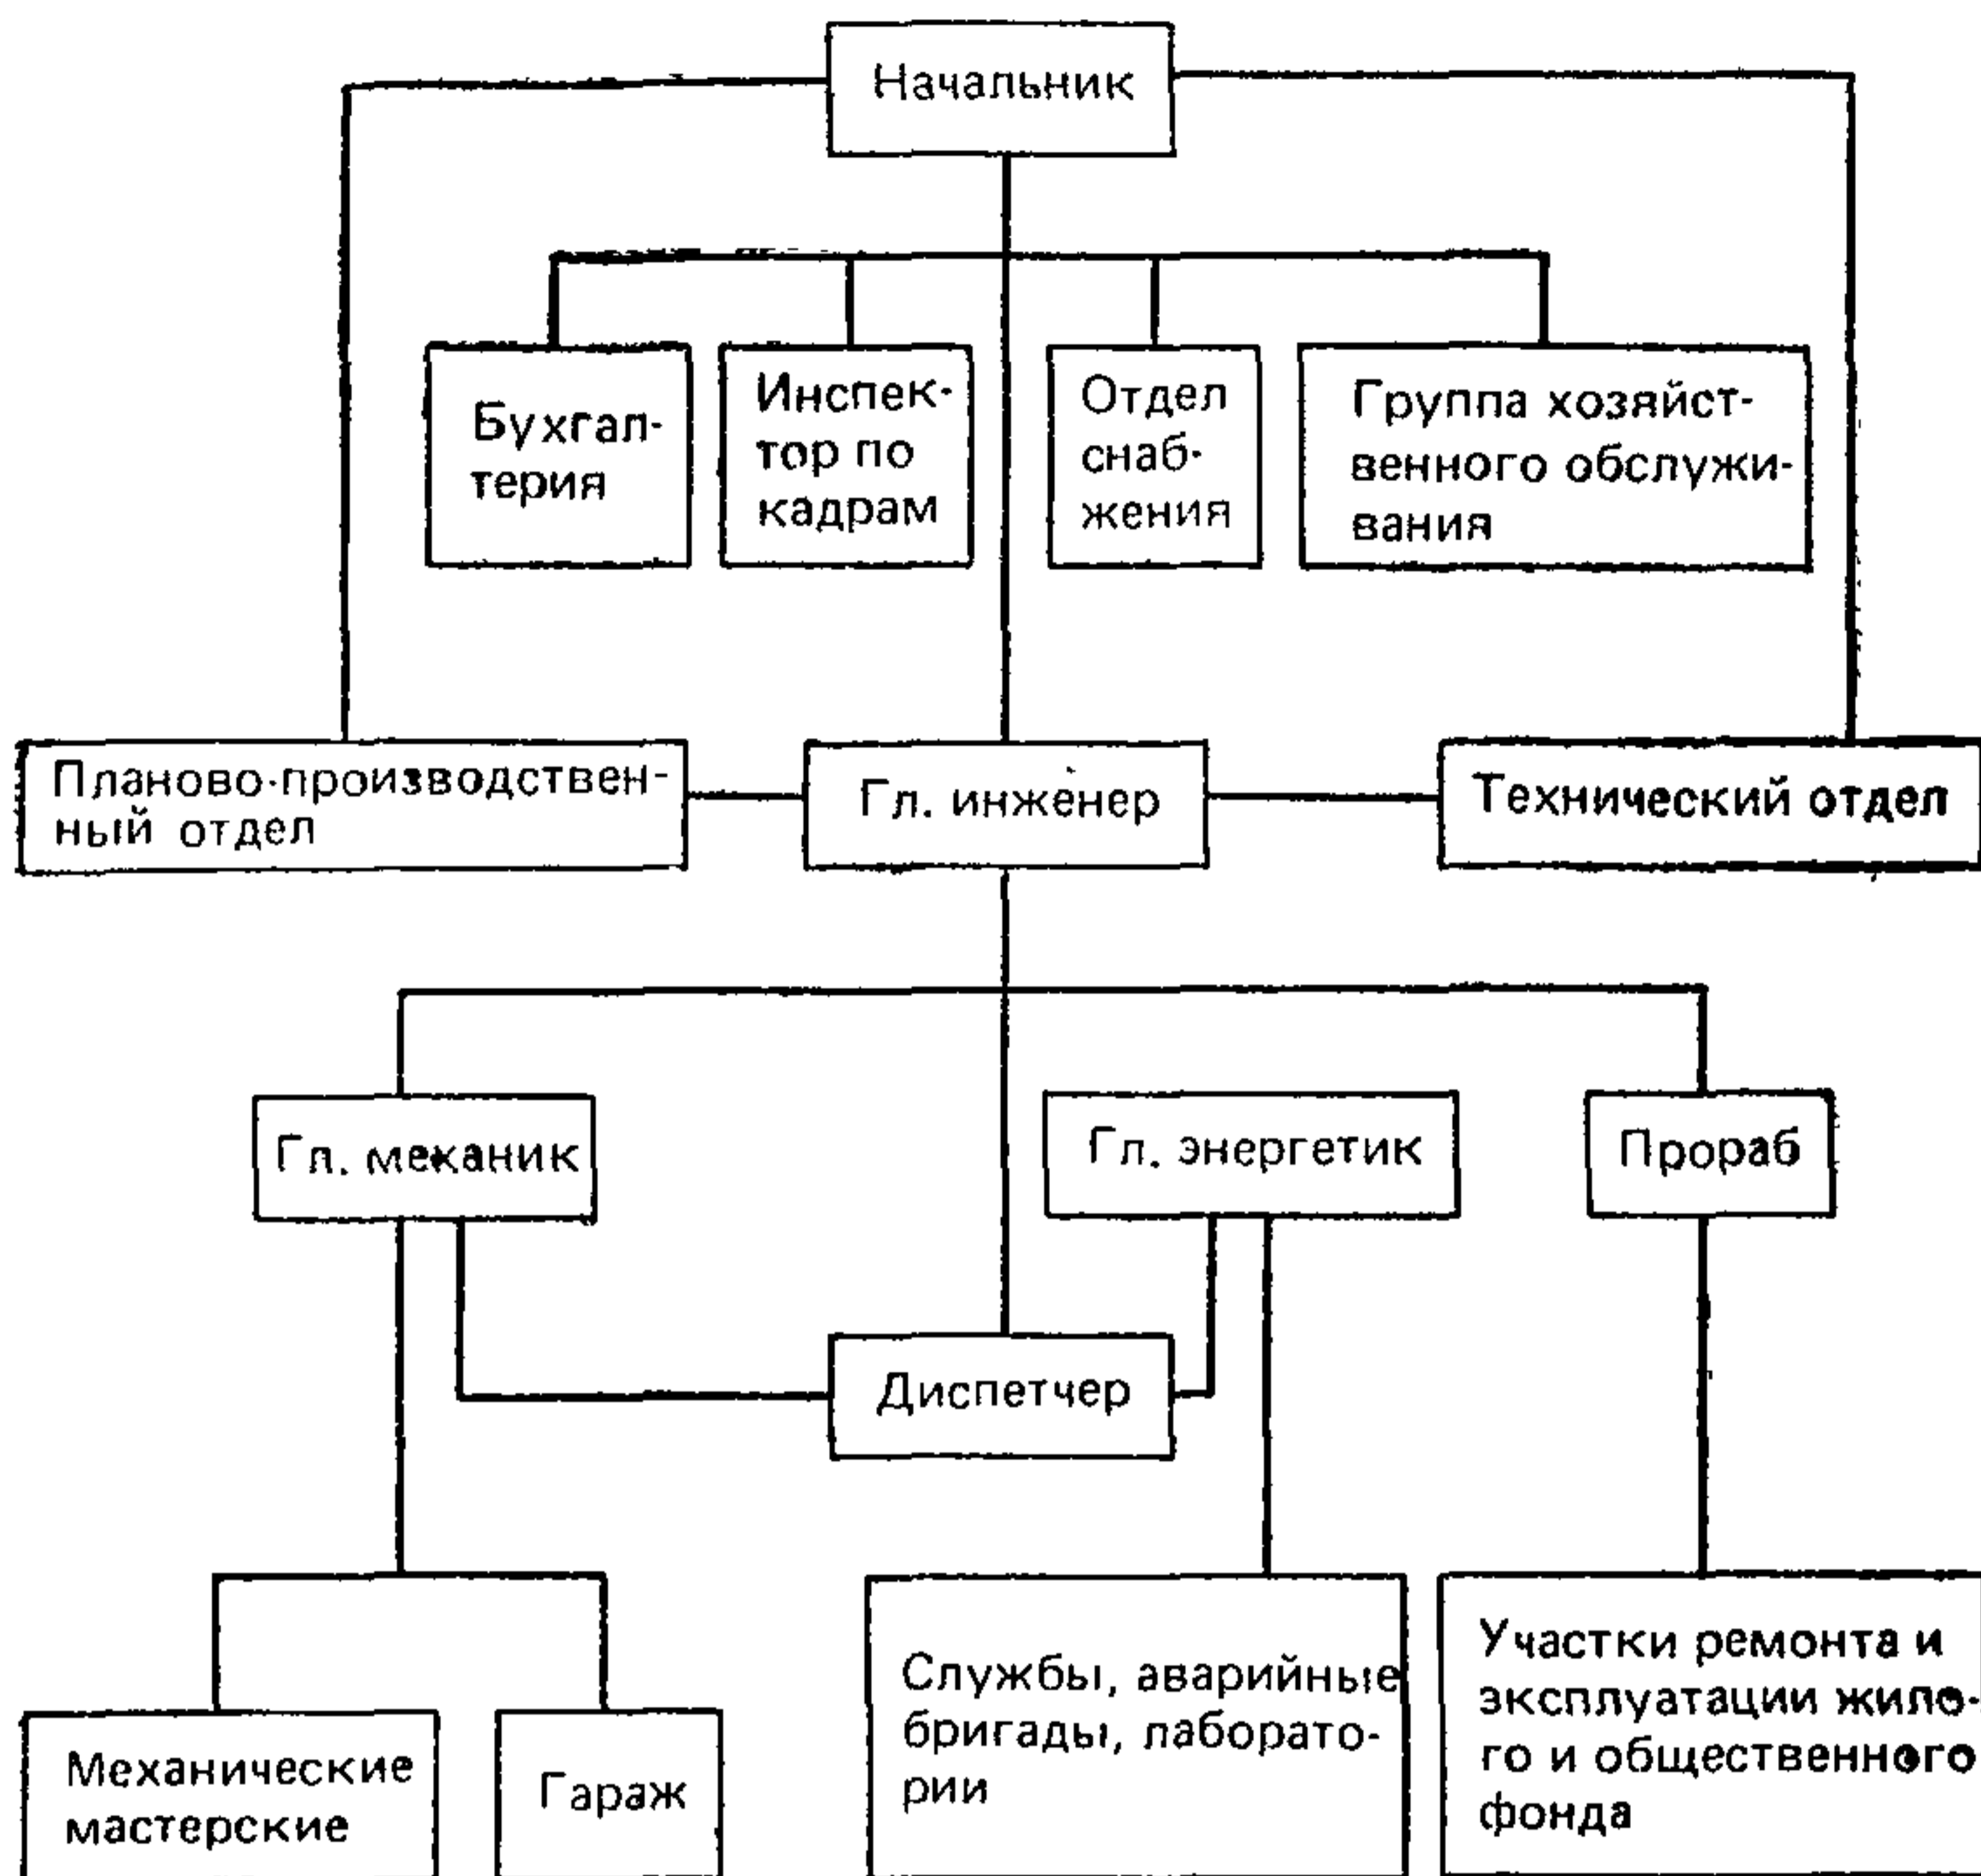 Начальник
Бухгал-
терия
Инспек-
тор по
кадрам
Отдел
снаб-
жения
Группа хозяйст-
венного обслужи-
вания
Планово-производствен-
ный отдел
Гл. инженер
Технический отдел
Гл. механик
Гл. энергетик
Прораб
Диспетчер
Механические
мастерские
Гараж
Службы, аварийные
бригады, лаборато-
рии
Участки ремонта и
эксплуатации жило-
го и общественного
фонда